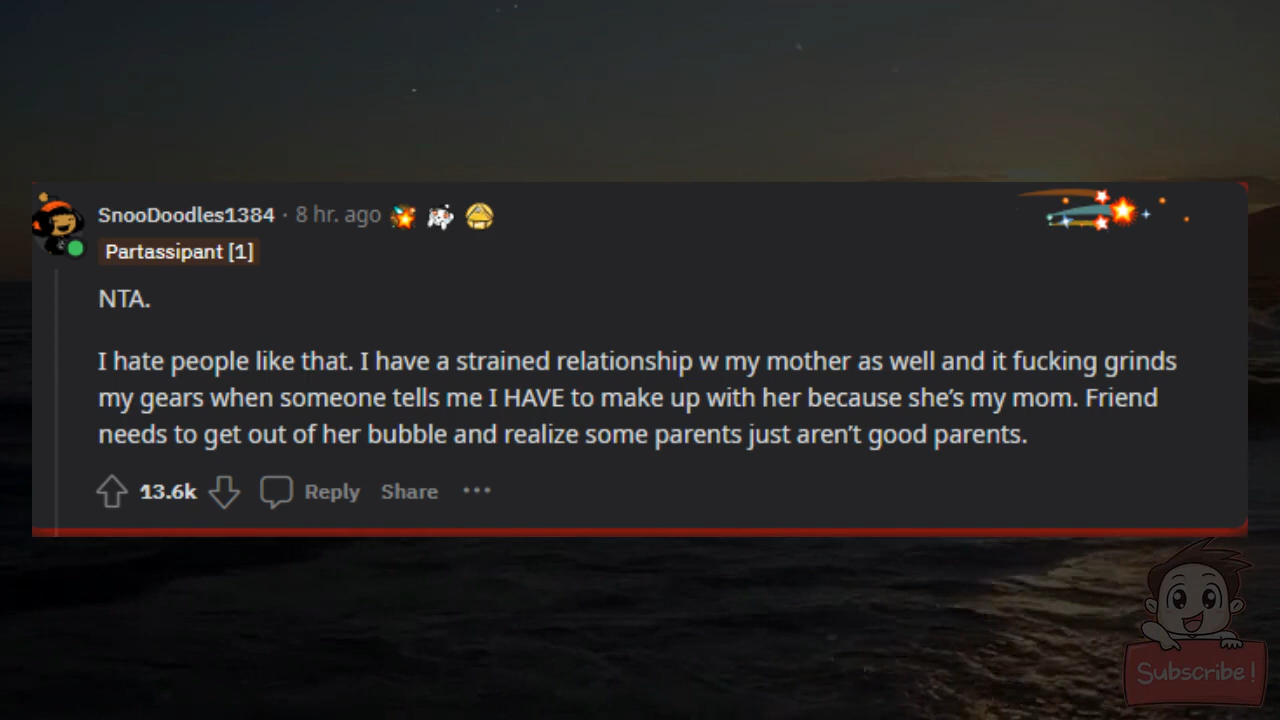 SnooDoodles1384 · 8 hr. ago
Partassipant [1]
NTA.
I hate people like that. I have a strained relationship w my mother as well and it fucking grinds
my gears when someone tells me I HAVE to make up with her because she’s my mom. Friend
needs to get out of her bubble and realize some parents just aren’t good parents.
13.6k Reply Share ···
Subscribe!